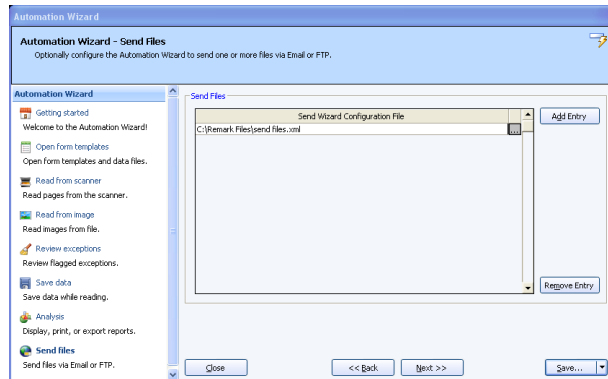 Automation Wizard
Automation Wizard - Send Files
Optionally configure the Automation Wizard to send one or more files via Email or FTP.
Automation Wizard
Getting started
Welcome to the Automation Wizard!
Open form templates
Open form templates and data files.
Read from scanner
Read pages from the scanner.
Read from image
Read images from file.
Review exceptions
Review flagged exceptions.
Save data
Save data while reading.
Analysis
Display, print, or export reports.
Send files
Send files via Email or FTP.
Send Files
Send Wizard Configuration File
C:\Remark Files\send files.xml
...
Add Entry
Remove Entry
Close
<< Back
Next >>
Save...